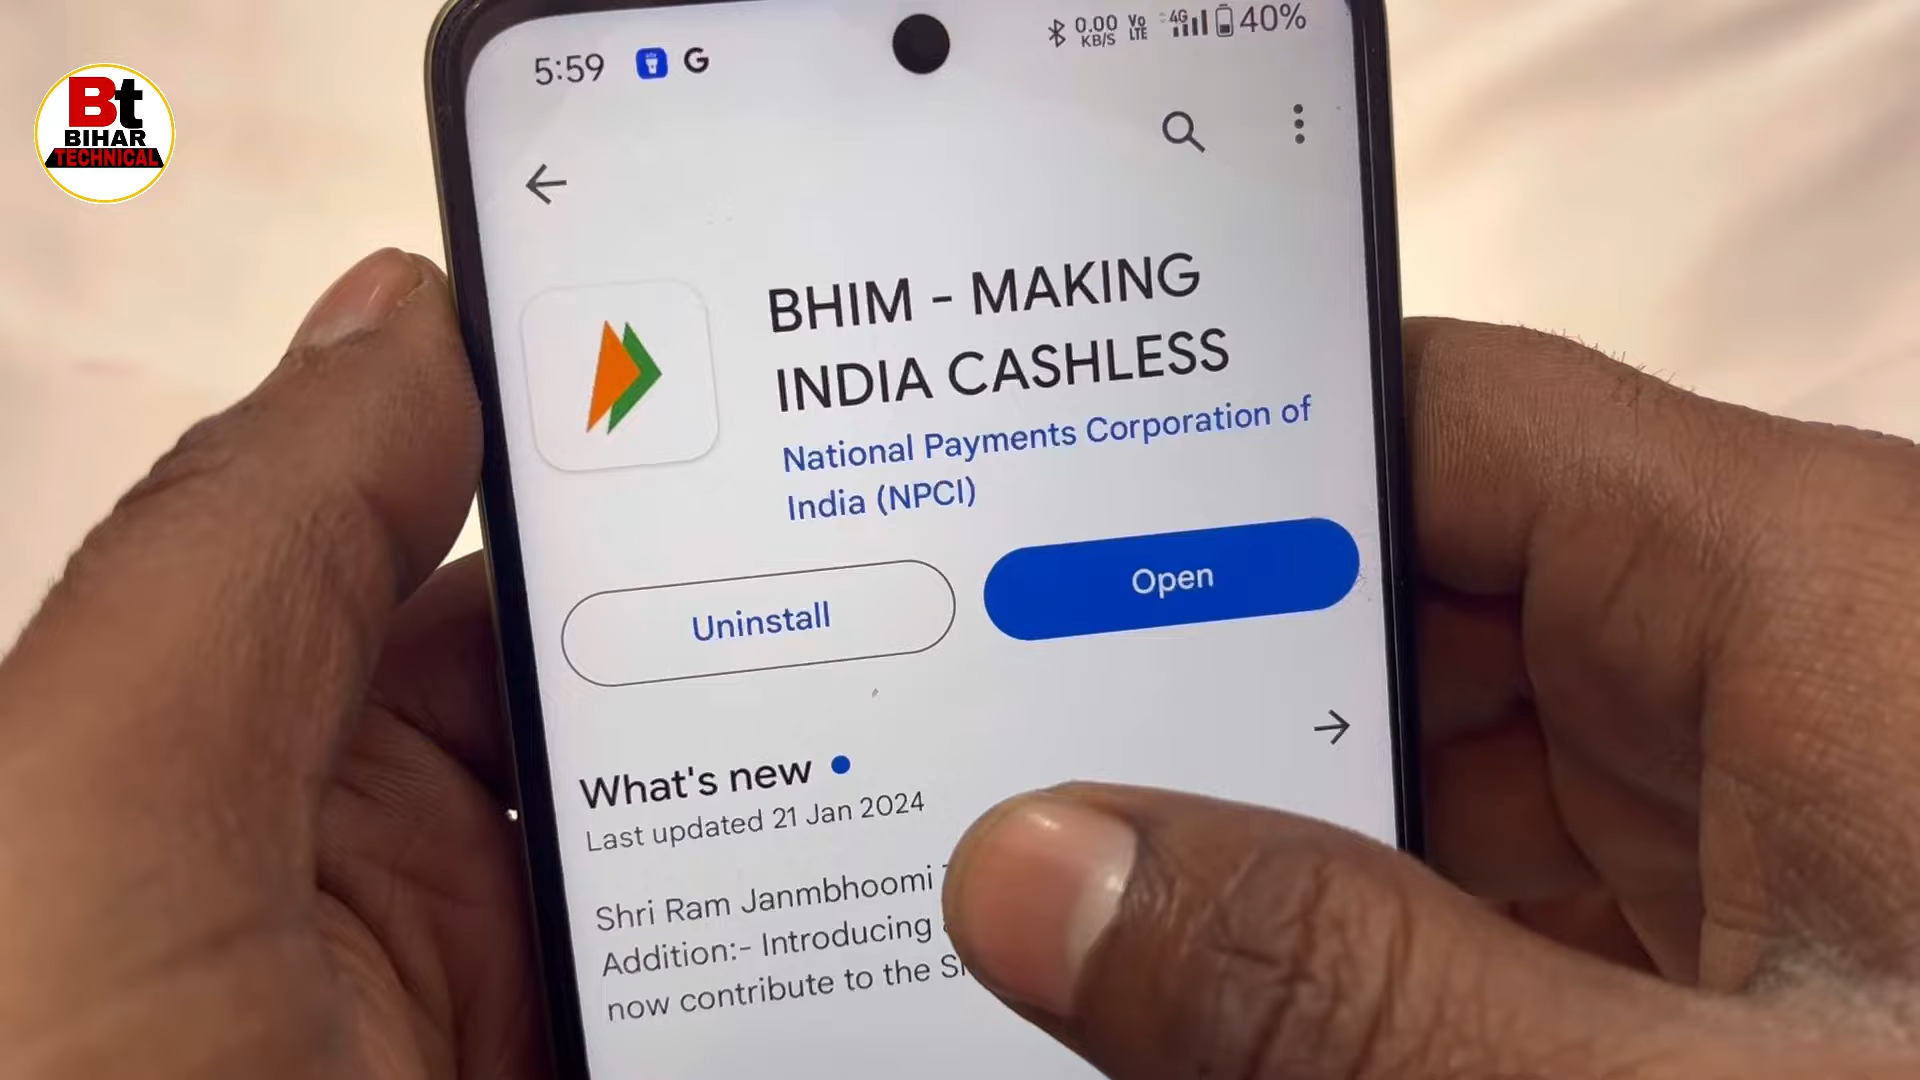 Bt
BIHAR
TECHNICAL
5:59
G
0.00
KB/S
Vo
LTE
4G
40%
BHIM - MAKING
INDIA CASHLESS
National Payments Corporation of
India (NPCI)
Uninstall
Open
What's new
Last updated 21 Jan 2024
Shri Ram Janmbhoomi
Addition:- Introducing
now contribute to the